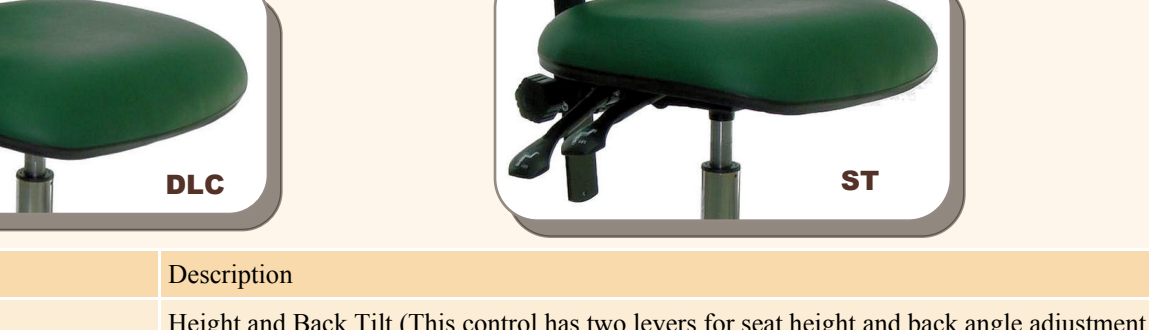 DLC
ST
Description
Height and Back Tilt (This control has two levers for seat height and back angle adjustment